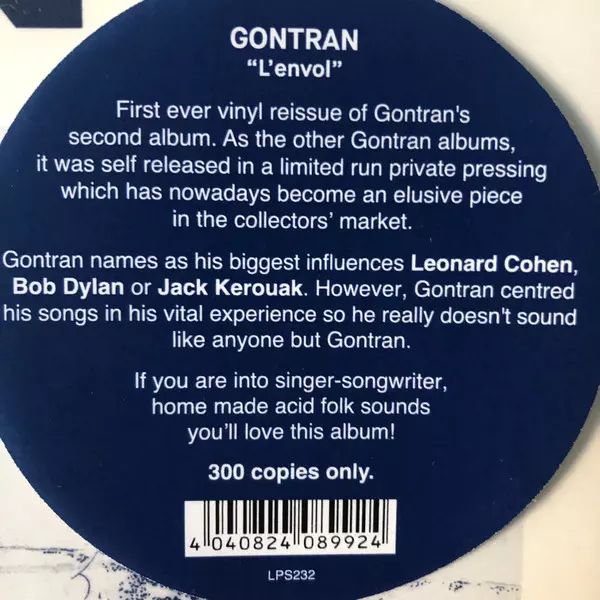 GONTRAN
“L’envol”
First ever vinyl reissue of Gontran's
second album. As the other Gontran albums,
it was self released in a limited run private pressing
which has nowadays become an elusive piece
in the collectors’ market.
Gontran names as his biggest influences Leonard Cohen,
Bob Dylan or Jack Kerouak. However, Gontran centred
his songs in his vital experience so he really doesn't sound
like anyone but Gontran.
If you are into singer-songwriter,
home made acid folk sounds
you’ll love this album!
300 copies only.
4 040824 089924
LPS232